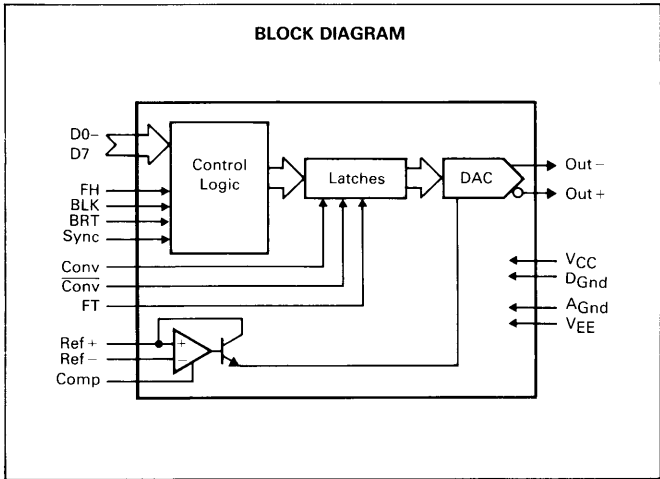 BLOCK DIAGRAM
D0-
D7
FH
BLK
BRT
Sync
Conv
C̅o̅n̅v̅
FT
Ref +
Ref -
Comp
Control
Logic
Latches
DAC
+
-
Out -
Out +
VCC
DGnd
AGnd
VEE